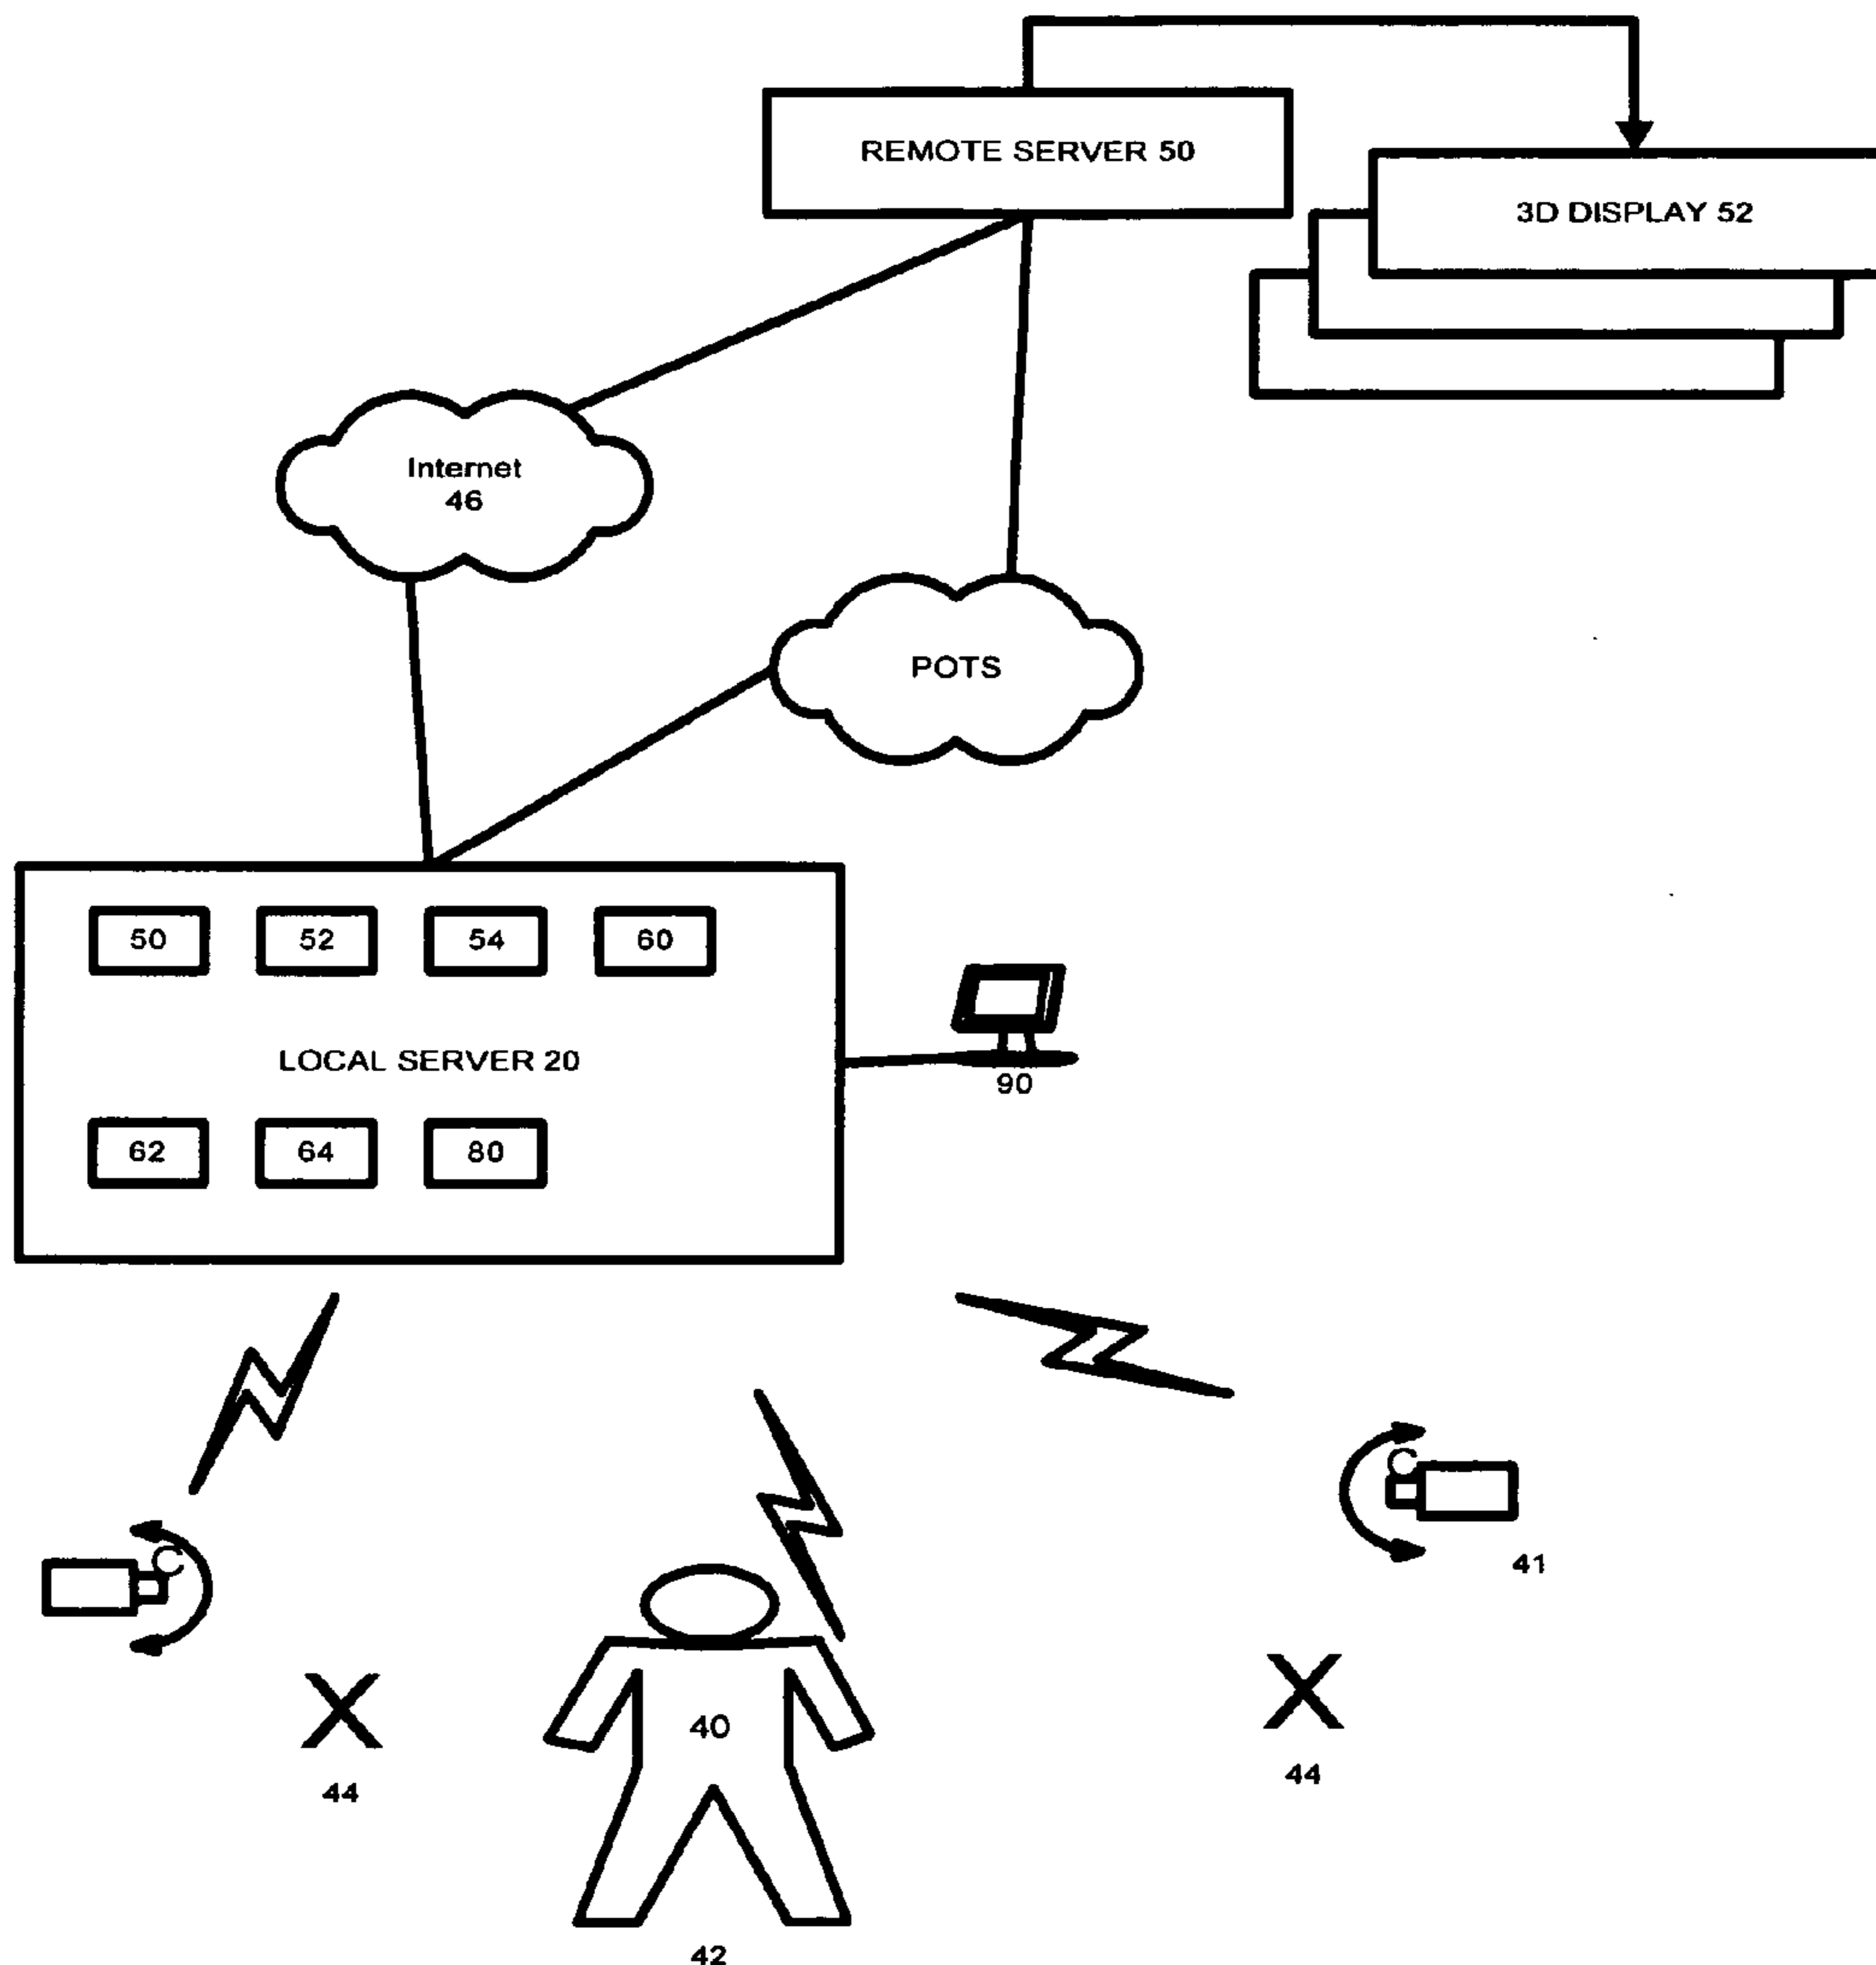 REMOTE SERVER 50
3D DISPLAY 52
Internet
46
POTS
50 52 54 60
LOCAL SERVER 20
90
62 64 80
41
40
44
44
42